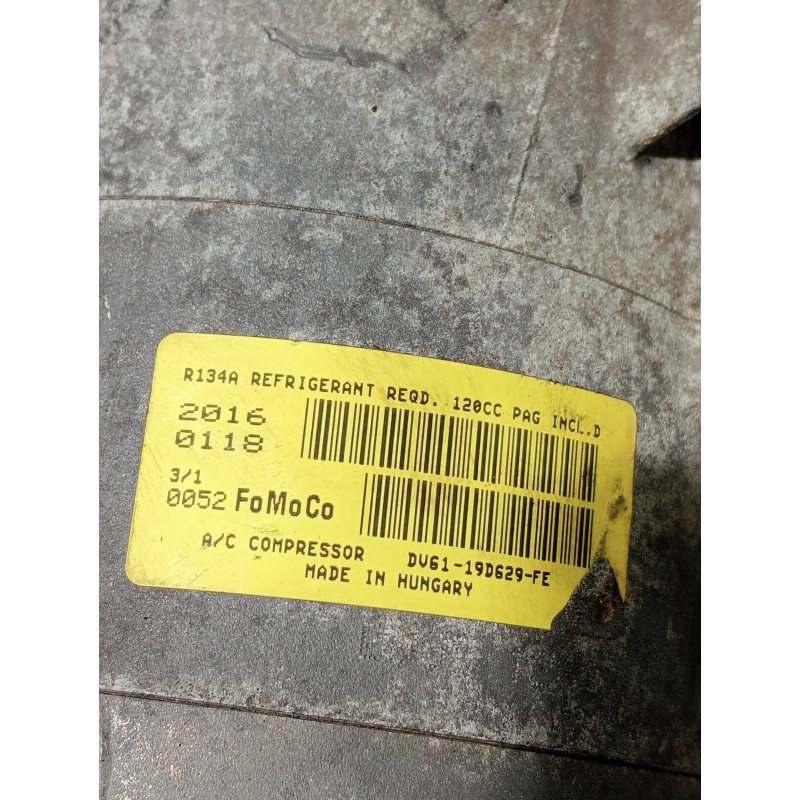 R134A REFRIGERANT REQD. 120CC PAG INCL.D
2016
0118
3/1
0052 FoMoCo
A/C COMPRESSOR DV61-19D629-FE
MADE IN HUNGARY